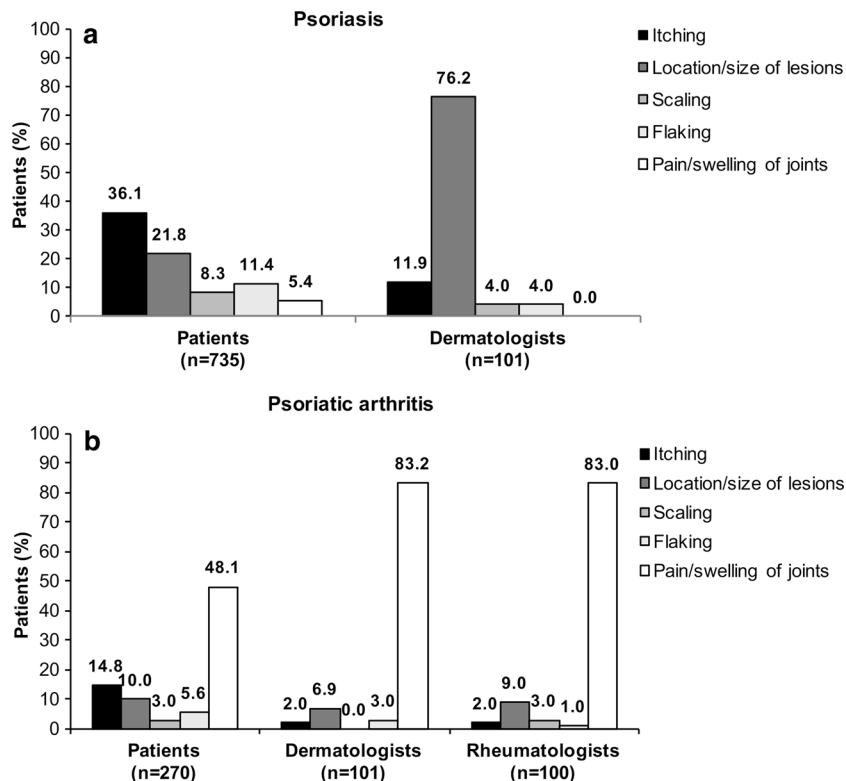 Psoriasis
a
100
90
80
70
60
50
40
30
20
10
0
Patients (%)
36.1
21.8
8.3
11.4
5.4
11.9
76.2
4.0
4.0
0.0
Patients
(n=735)
Dermatologists
(n=101)
Itching
Location/size of lesions
Scaling
Flaking
Pain/swelling of joints
Psoriatic arthritis
b
100
90
80
70
60
50
40
30
20
10
0
Patients (%)
14.8
10.0
3.0
5.6
48.1
2.0
6.9
0.0
3.0
83.2
2.0
9.0
3.0
1.0
83.0
Patients
(n=270)
Dermatologists
(n=101)
Rheumatologists
(n=100)
Itching
Location/size of lesions
Scaling
Flaking
Pain/swelling of joints